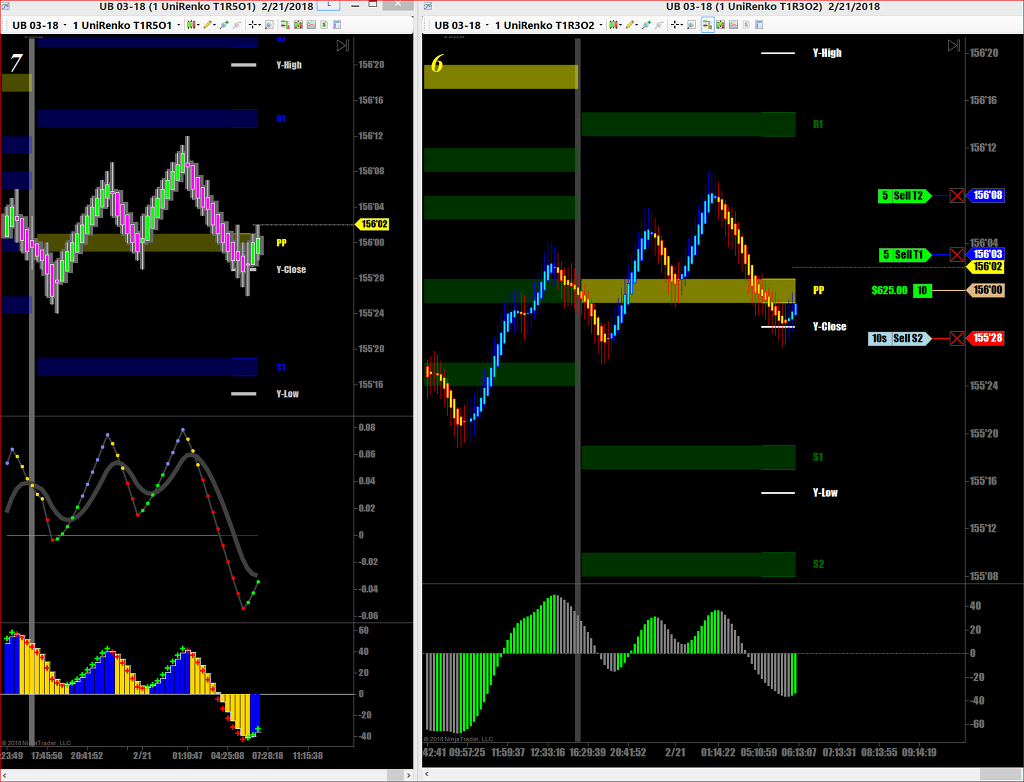 UB 03-18 (1 UniRenko T1R5O1) 2/21/2018
UB 03-18 · 1 UniRenko T1R5O1
7
Y-High
R1
PP
Y-Close
S1
Y-Low
156'20
156'16
156'12
156'08
156'04
156'02
156'00
155'28
155'24
155'20
155'16
0.08
0.06
0.04
0.02
0
-0.02
-0.04
-0.06
60
40
20
0
-20
-40
© 2018 NinjaTrader, LLC
23:49 17:45:50 20:41:52 2/21 01:10:47 04:25:08 07:28:18 11:15:38
UB 03-18 (1 UniRenko T1R3O2) 2/21/2018
UB 03-18 · 1 UniRenko T1R3O2
6
Y-High
R1
5 Sell T2
5 Sell T1
PP
$625.00 10
Y-Close
10s Sell S2
S1
Y-Low
S2
156'20
156'16
156'12
156'08
156'04
156'03
156'02
156'00
155'28
155'24
155'20
155'16
155'12
155'08
40
20
0
-20
-40
-60
© 2018 NinjaTrader, LLC
42:41 09:57:25 11:59:37 12:33:16 16:29:39 20:41:52 2/21 01:14:22 05:10:59 06:13:07 07:13:31 08:13:55 09:14:19